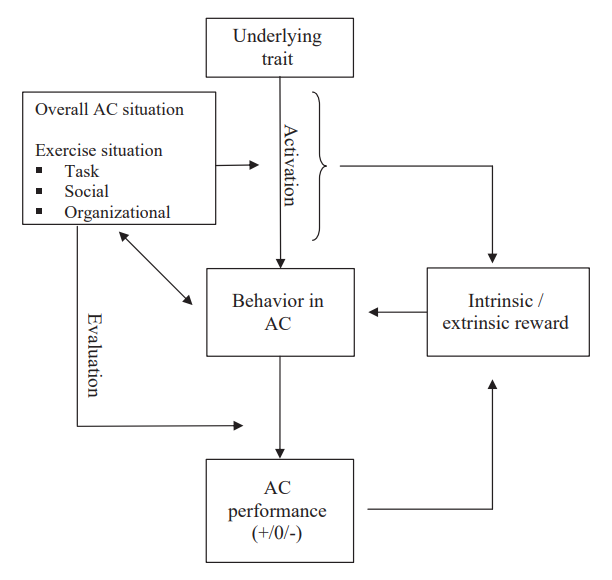 Underlying
trait
Overall AC situation
Exercise situation
▪ Task
▪ Social
▪ Organizational
Activation
Behavior in
AC
Intrinsic /
extrinsic reward
Evaluation
AC
performance
(+/0/-)